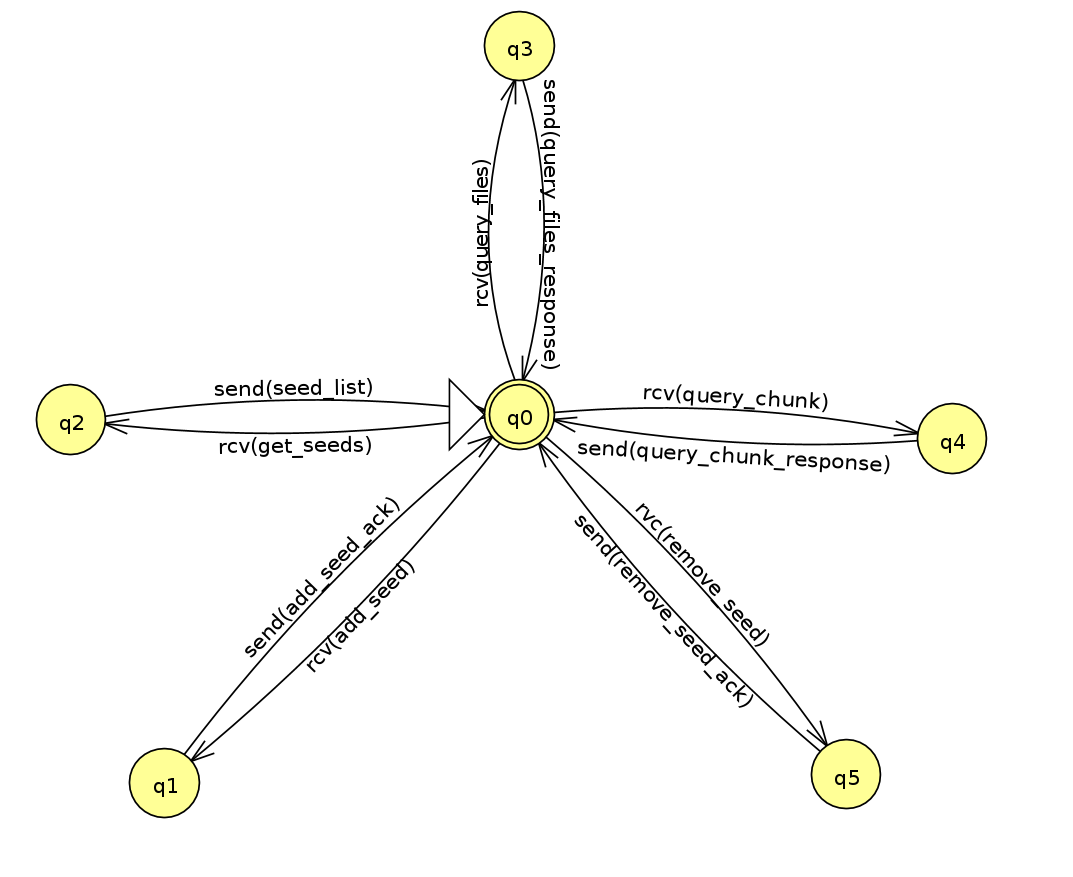 q3
send(query_files_response)
rcv(query_files)
send(seed_list)
rcv(query_chunk)
q2
q0
q4
rcv(get_seeds)
send(query_chunk_response)
send(add_seed_ack)
rvc(remove_seed)
rcv(add_seed)
send(remove_seed_ack)
q1
q5